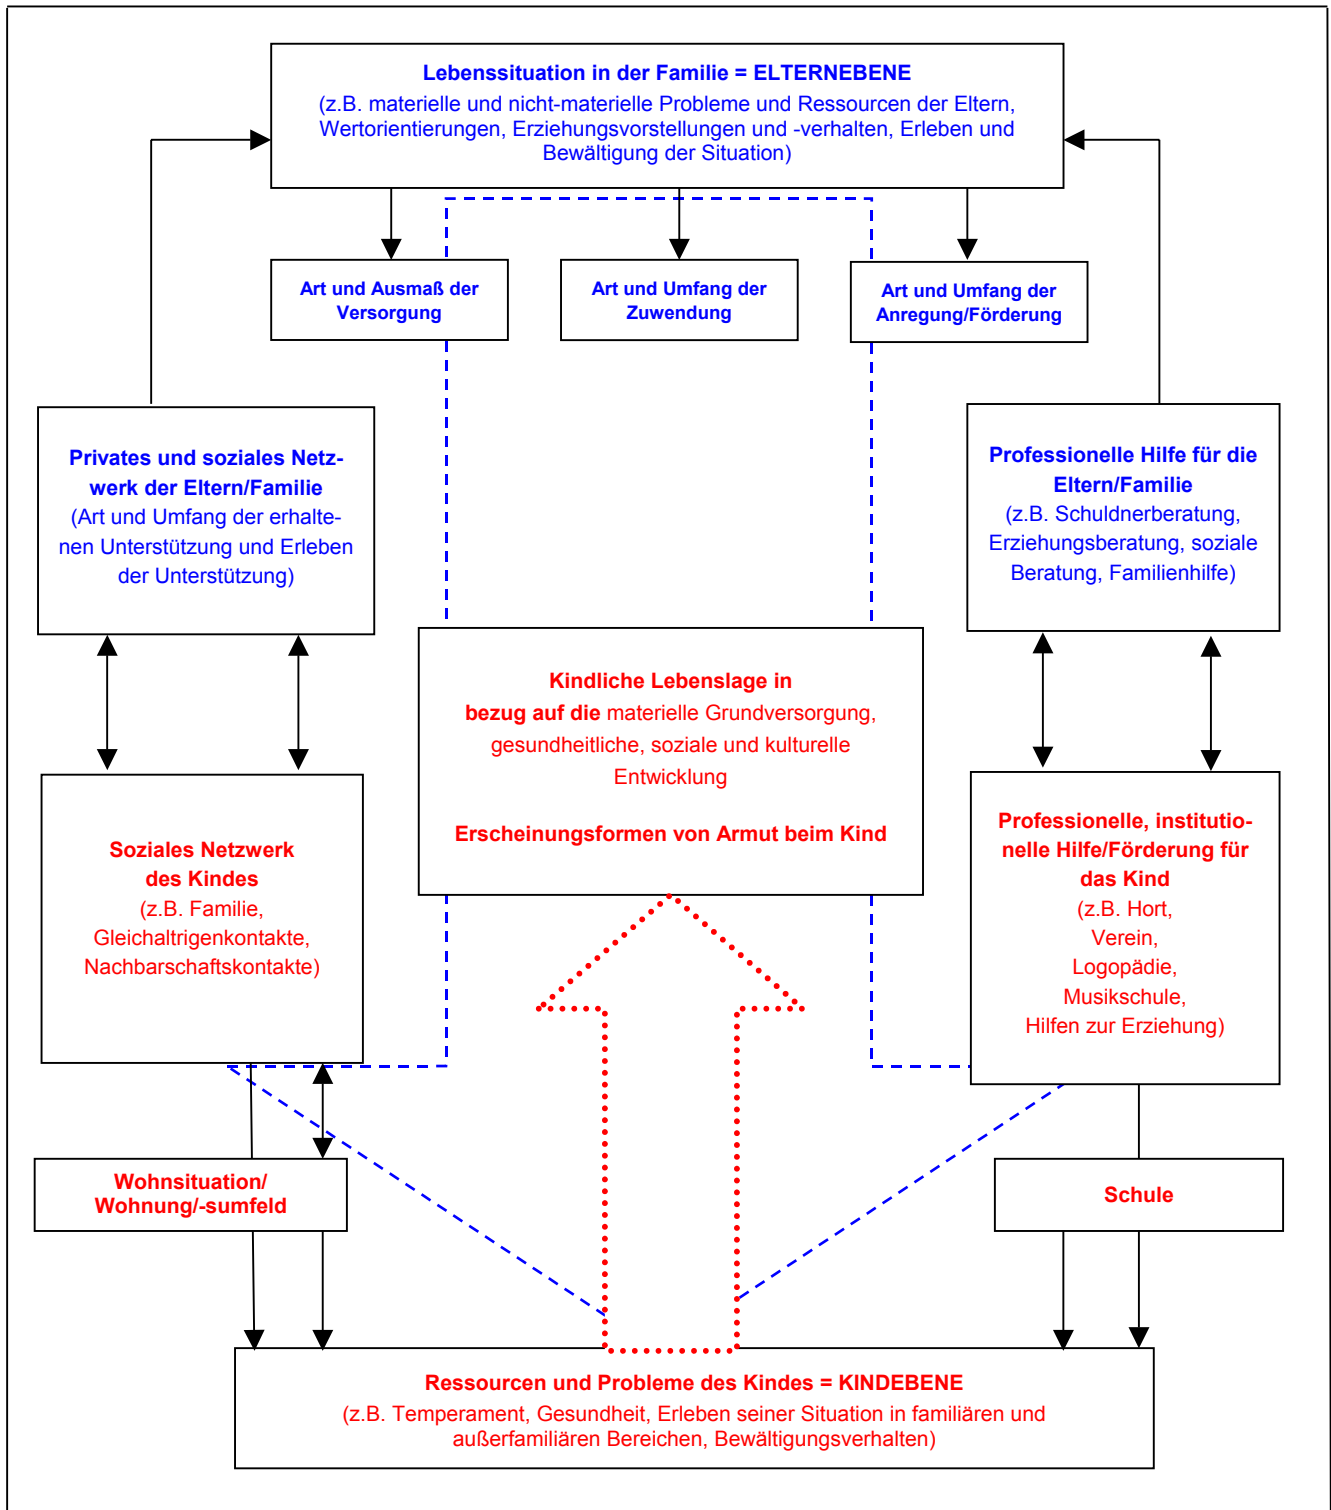 Lebenssituation in der Familie = ELTERNEBENE
(z.B. materielle und nicht-materielle Probleme und Ressourcen der Eltern,
Wertorientierungen, Erziehungsvorstellungen und -verhalten, Erleben und
Bewältigung der Situation)
Art und Ausmaß der
Versorgung
Art und Umfang der
Zuwendung
Art und Umfang der
Anregung/Förderung
Privates und soziales Netz-
werk der Eltern/Familie
(Art und Umfang der erhalte-
nen Unterstützung und Erleben
der Unterstützung)
Professionelle Hilfe für die
Eltern/Familie
(z.B. Schuldnerberatung,
Erziehungsberatung, soziale
Beratung, Familienhilfe)
Kindliche Lebenslage in
bezug auf die materielle Grundversorgung,
gesundheitliche, soziale und kulturelle
Entwicklung
Erscheinungsformen von Armut beim Kind
Soziales Netzwerk
des Kindes
(z.B. Familie,
Gleichaltrigenkontakte,
Nachbarschaftskontakte)
Professionelle, institutio-
nelle Hilfe/Förderung für
das Kind
(z.B. Hort,
Verein,
Logopädie,
Musikschule,
Hilfen zur Erziehung)
Wohnsituation/
Wohnung/-sumfeld
Schule
Ressourcen und Probleme des Kindes = KINDEBENE
(z.B. Temperament, Gesundheit, Erleben seiner Situation in familiären und
außerfamiliären Bereichen, Bewältigungsverhalten)